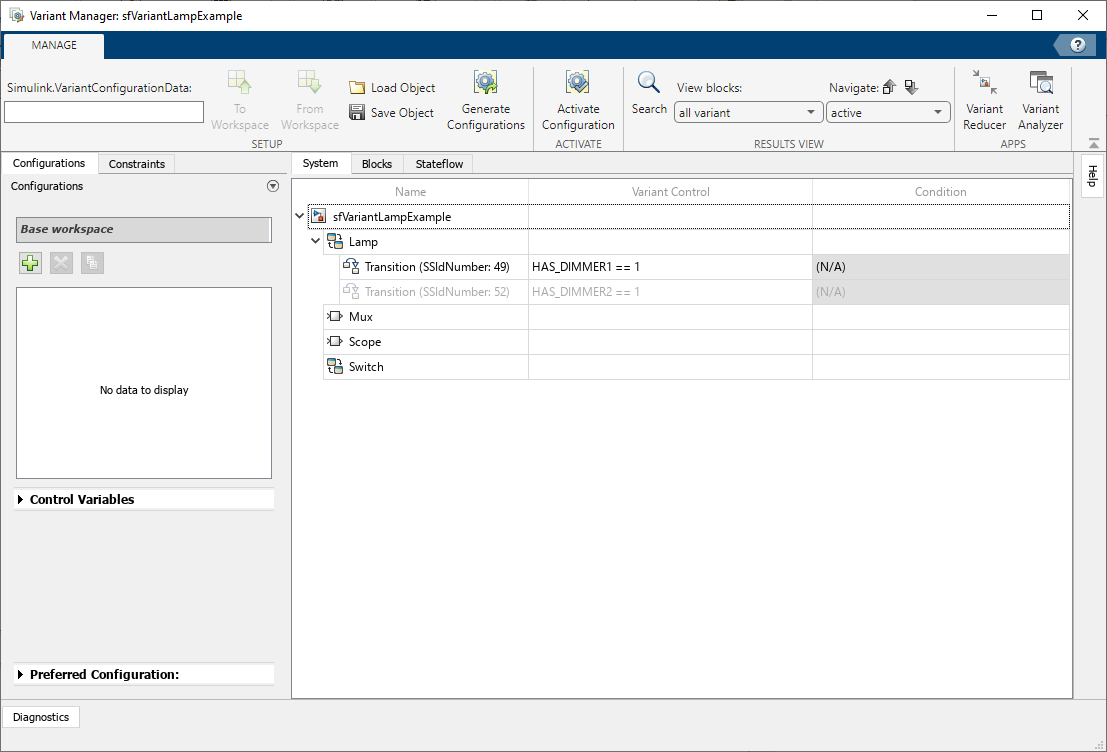 Variant Manager: sfVariantLampExample
MANAGE
?
Simulink.VariantConfigurationData:
To Workspace
From Workspace
Load Object
Save Object
Generate Configurations
SETUP
Activate Configuration
ACTIVATE
Search
View blocks:
all variant
Navigate:
active
RESULTS VIEW
Variant Reducer
Variant Analyzer
APPS
Configurations
Constraints
System
Blocks
Stateflow
Help
Configurations
Base workspace
No data to display
Control Variables
Preferred Configuration:
Name
Variant Control
Condition
sfVariantLampExample
Lamp
Transition (SSIdNumber: 49)
HAS_DIMMER1 == 1
(N/A)
Transition (SSIdNumber: 52)
HAS_DIMMER2 == 1
(N/A)
Mux
Scope
Switch
Diagnostics